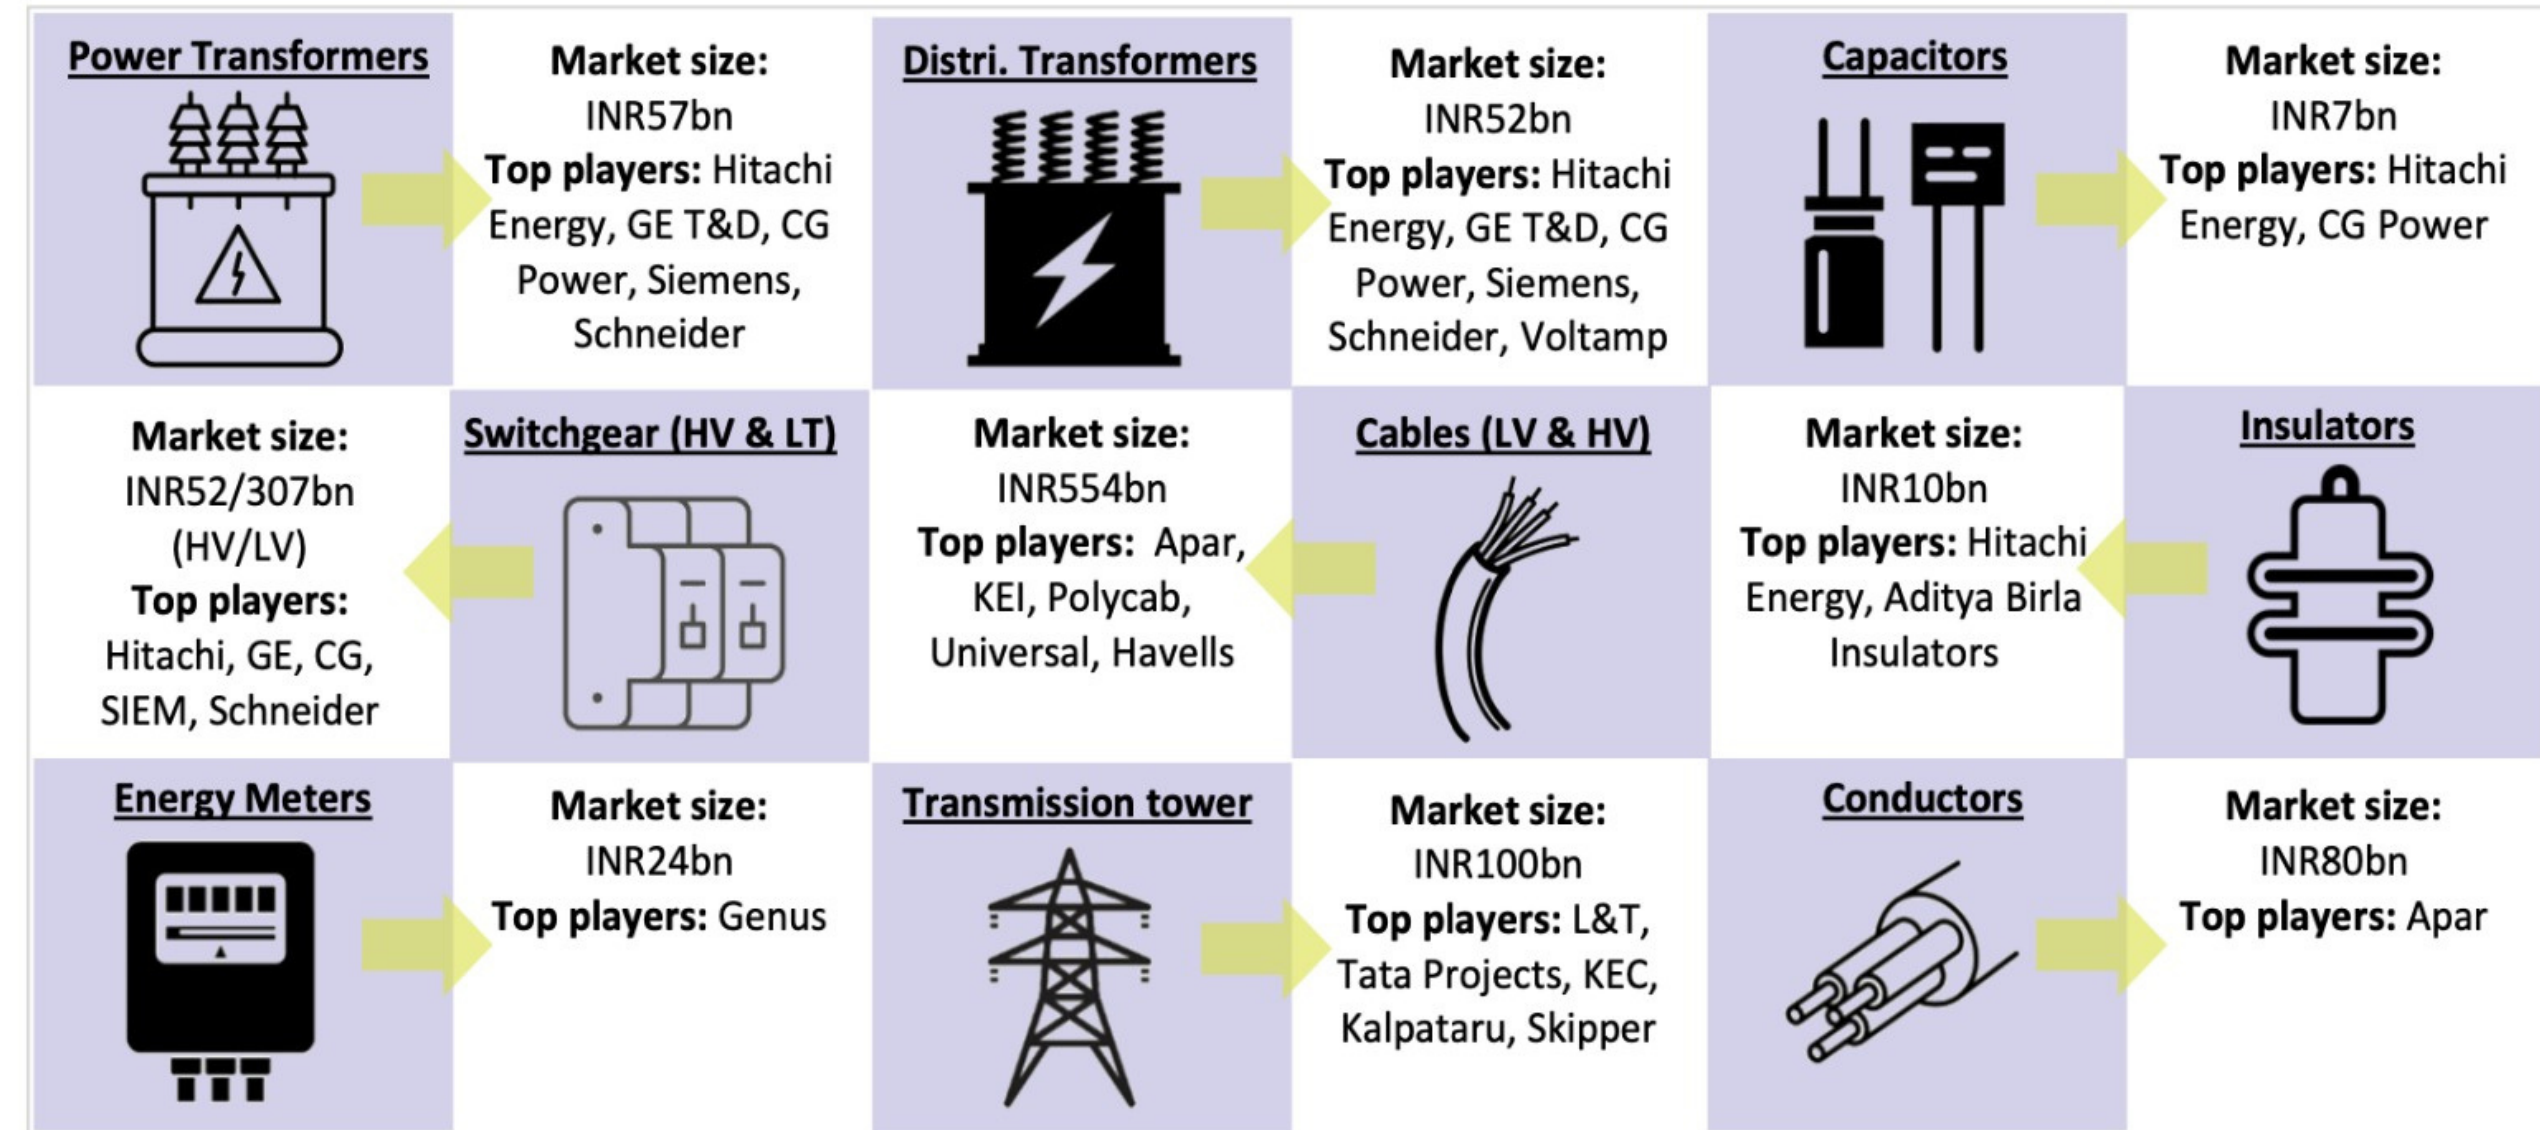 Power Transformers
Market size:
INR57bn
Top players: Hitachi
Energy, GE T&D, CG
Power, Siemens,
Schneider
Distri. Transformers
Market size:
INR52bn
Top players: Hitachi
Energy, GE T&D, CG
Power, Siemens,
Schneider, Voltamp
Capacitors
Market size:
INR7bn
Top players: Hitachi
Energy, CG Power
Market size:
INR52/307bn
(HV/LV)
Top players:
Hitachi, GE, CG,
SIEM, Schneider
Switchgear (HV & LT)
Market size:
INR554bn
Top players: Apar,
KEI, Polycab,
Universal, Havells
Cables (LV & HV)
Market size:
INR10bn
Top players: Hitachi
Energy, Aditya Birla
Insulators
Insulators
Energy Meters
Market size:
INR24bn
Top players: Genus
Transmission tower
Market size:
INR100bn
Top players: L&T,
Tata Projects, KEC,
Kalpataru, Skipper
Conductors
Market size:
INR80bn
Top players: Apar